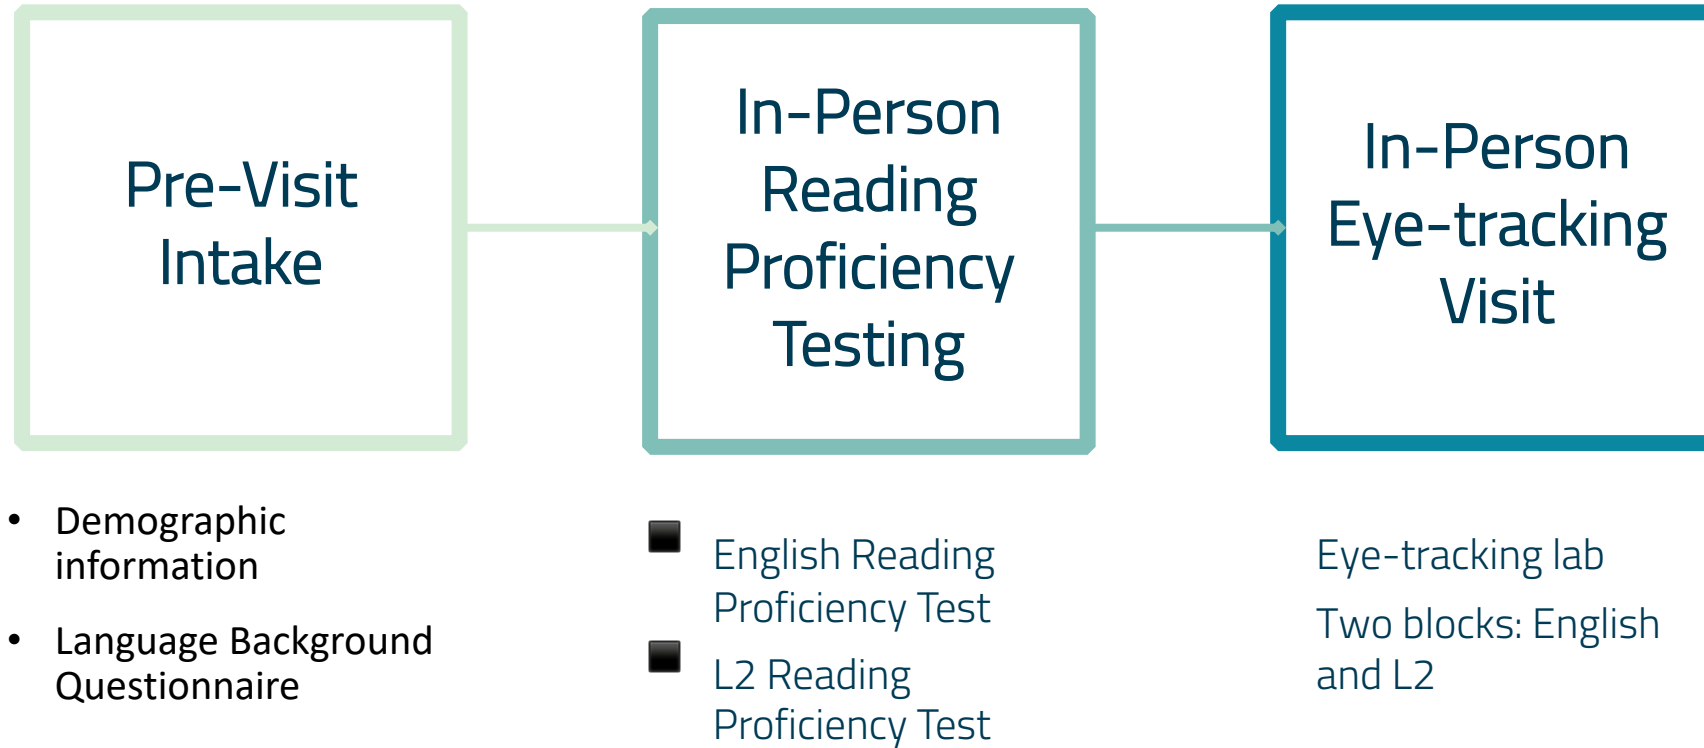 Pre-Visit
Intake
In-Person
Reading
Proficiency
Testing
In-Person
Eye-tracking
Visit
• Demographic
information
• Language Background
Questionnaire
■ English Reading
Proficiency Test
■ L2 Reading
Proficiency Test
Eye-tracking lab
Two blocks: English
and L2